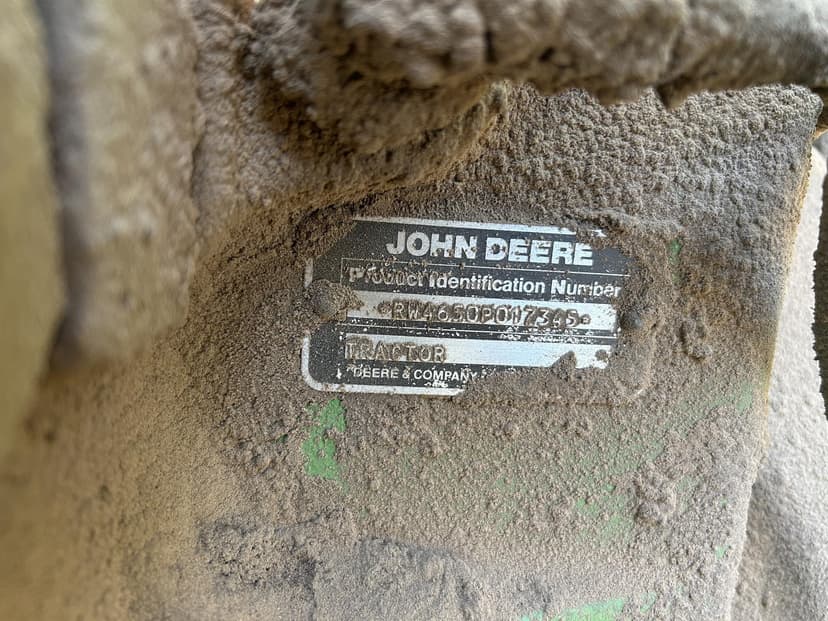 JOHN DEERE
Product Identification Number
*RW4650P017345*
TRACTOR
DEERE & COMPANY